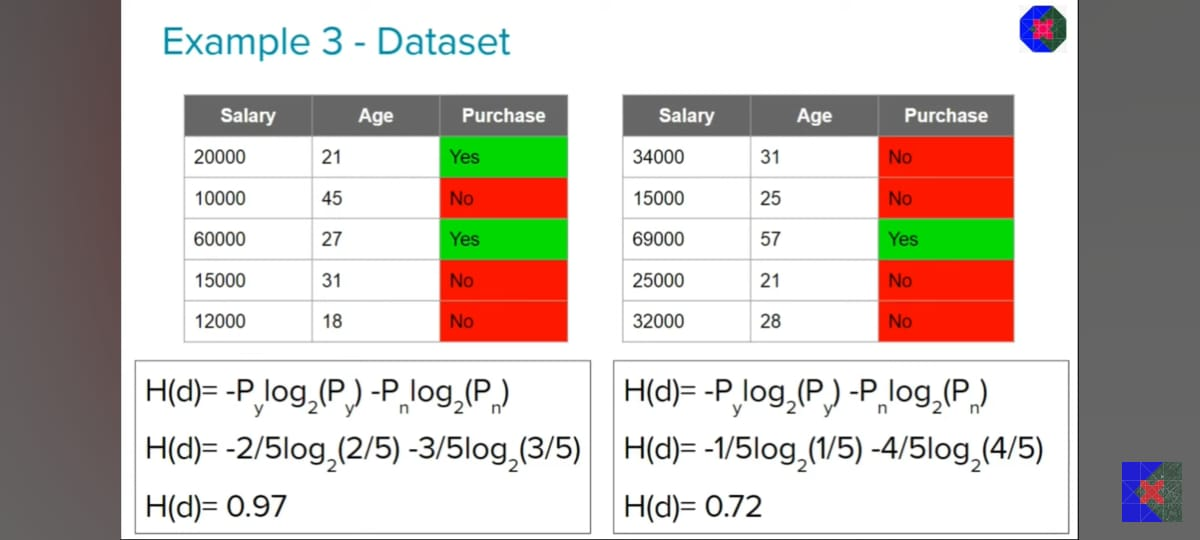 Example 3 - Dataset
Salary Age Purchase
20000 21 Yes
10000 45 No
60000 27 Yes
15000 31 No
12000 18 No
Salary Age Purchase
34000 31 No
15000 25 No
69000 57 Yes
25000 21 No
32000 28 No
H(d)= -Pylog2(Py) -Pnlog2(Pn)
H(d)= -2/5log2(2/5) -3/5log2(3/5)
H(d)= 0.97
H(d)= -Pylog2(Py) -Pnlog2(Pn)
H(d)= -1/5log2(1/5) -4/5log2(4/5)
H(d)= 0.72